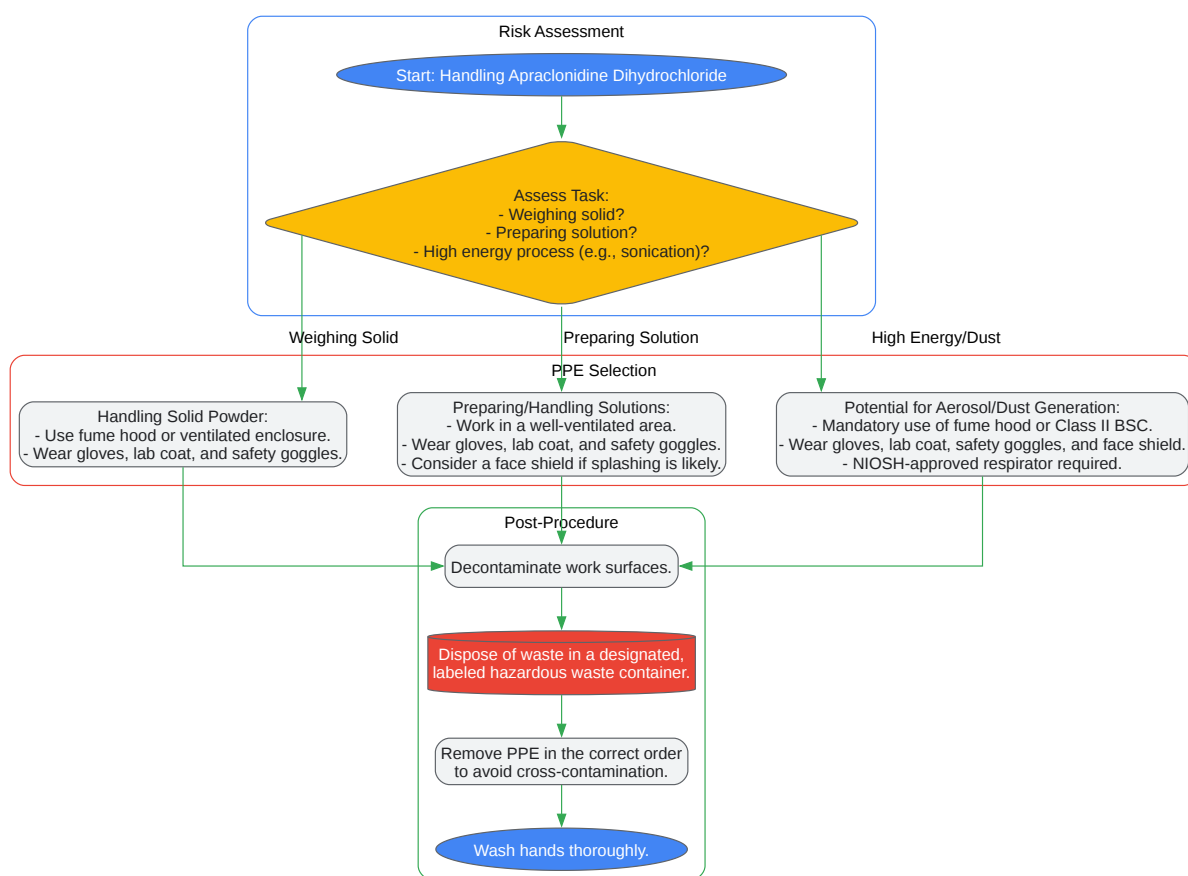 Risk Assessment
Start: Handling Apraclonidine Dihydrochloride
Assess Task:
- Weighing solid?
- Preparing solution?
- High energy process (e.g., sonication)?
Weighing Solid
Preparing Solution
High Energy/Dust
PPE Selection
Handling Solid Powder:
- Use fume hood or ventilated enclosure.
- Wear gloves, lab coat, and safety goggles.
Preparing/Handling Solutions:
- Work in a well-ventilated area.
- Wear gloves, lab coat, and safety goggles.
- Consider a face shield if splashing is likely.
Potential for Aerosol/Dust Generation:
- Mandatory use of fume hood or Class II BSC.
- Wear gloves, lab coat, safety goggles, and face shield.
- NIOSH-approved respirator required.
Post-Procedure
Decontaminate work surfaces.
Dispose of waste in a designated,
labeled hazardous waste container.
Remove PPE in the correct order
to avoid cross-contamination.
Wash hands thoroughly.